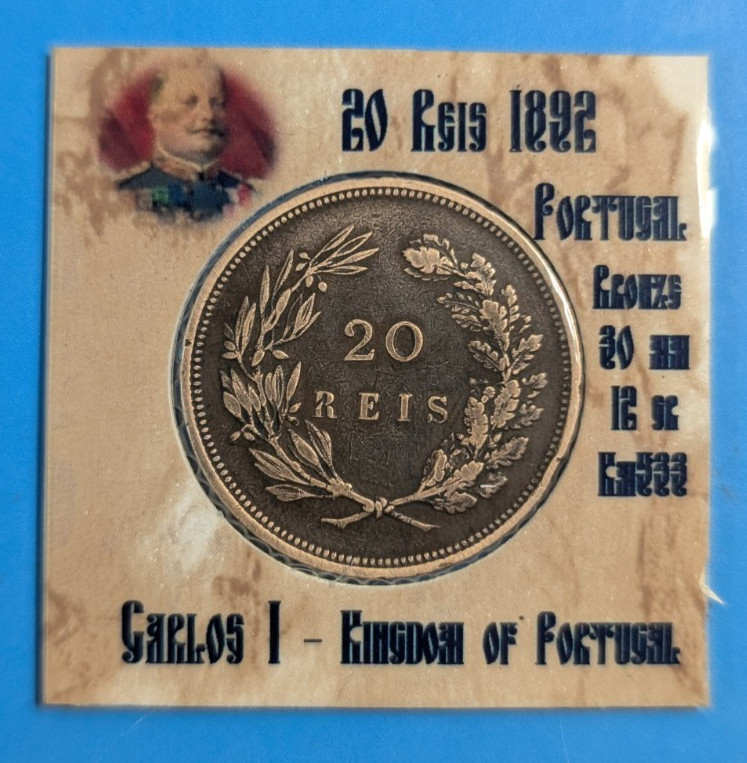 20 Reis 1892
Portugal
Bronze
30 mm
12 gr
Km533
20
REIS
Carlos I - Kingdom of Portugal